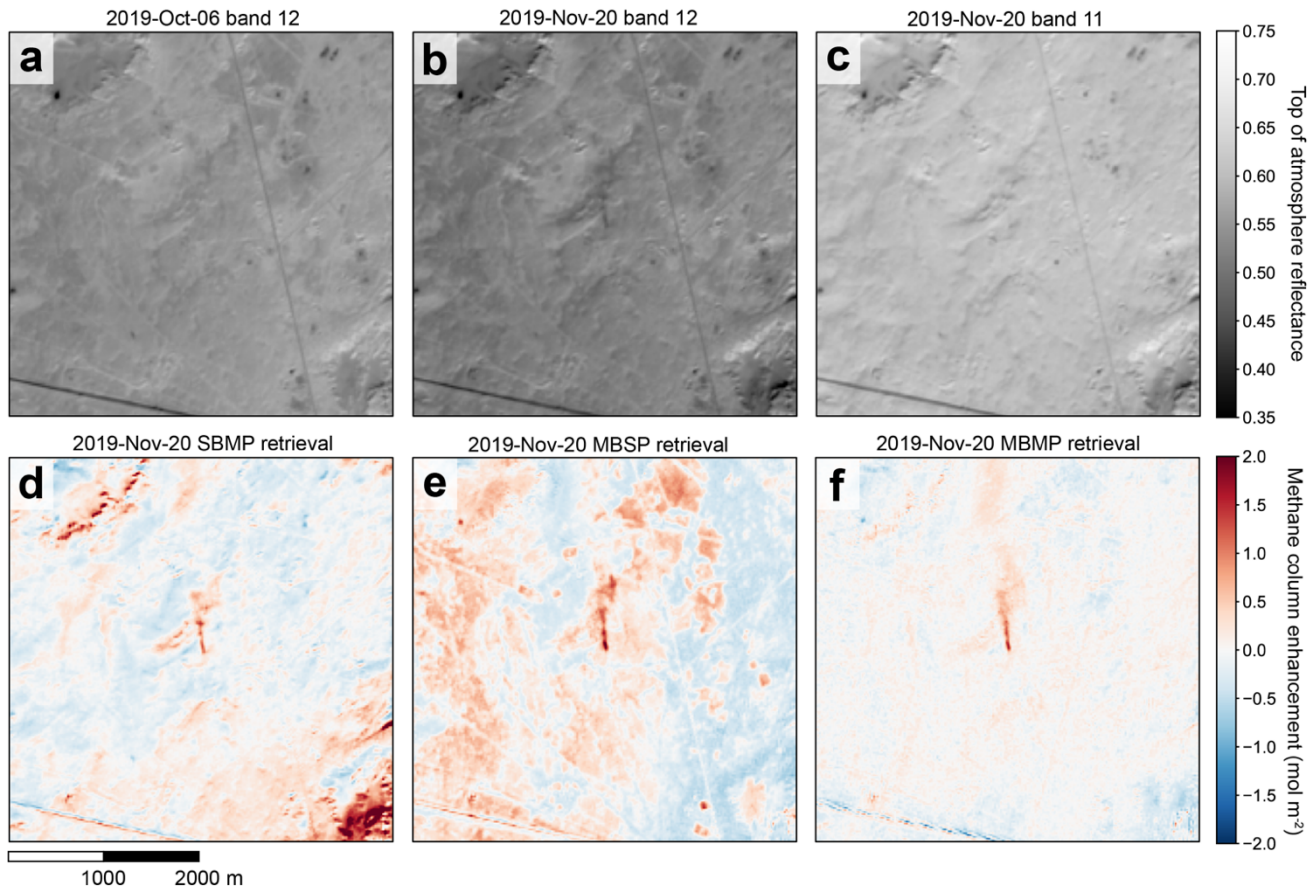 2019-Oct-06 band 12
2019-Nov-20 band 12
2019-Nov-20 band 11
a
b
c
0.75
0.70
0.65
0.60
0.55
0.50
0.45
0.40
0.35
Top of atmosphere reflectance
2019-Nov-20 SBMP retrieval
2019-Nov-20 MBSP retrieval
2019-Nov-20 MBMP retrieval
d
e
f
2.0
1.5
1.0
0.5
0.0
−0.5
−1.0
−1.5
−2.0
Methane column enhancement (mol m⁻²)
1000 2000 m